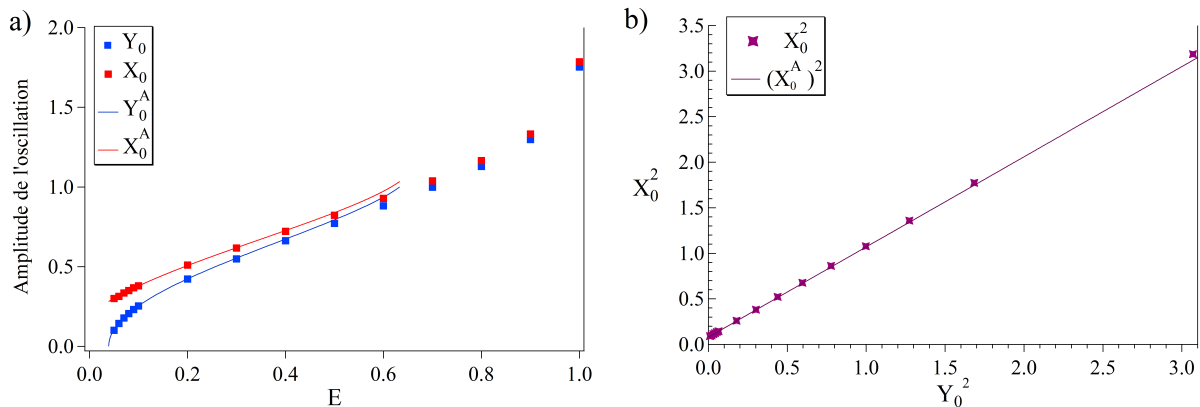 a)
Amplitude de l'oscillation
2.0
1.5
1.0
0.5
0.0
Y₀
X₀
Y₀ᴬ
X₀ᴬ
0.0 0.2 0.4 0.6 0.8 1.0
E
b)
X₀²
3.5
3.0
2.5
2.0
1.5
1.0
0.5
0.0
X₀²
(X₀ᴬ)²
0.0 0.5 1.0 1.5 2.0 2.5 3.0
Y₀²